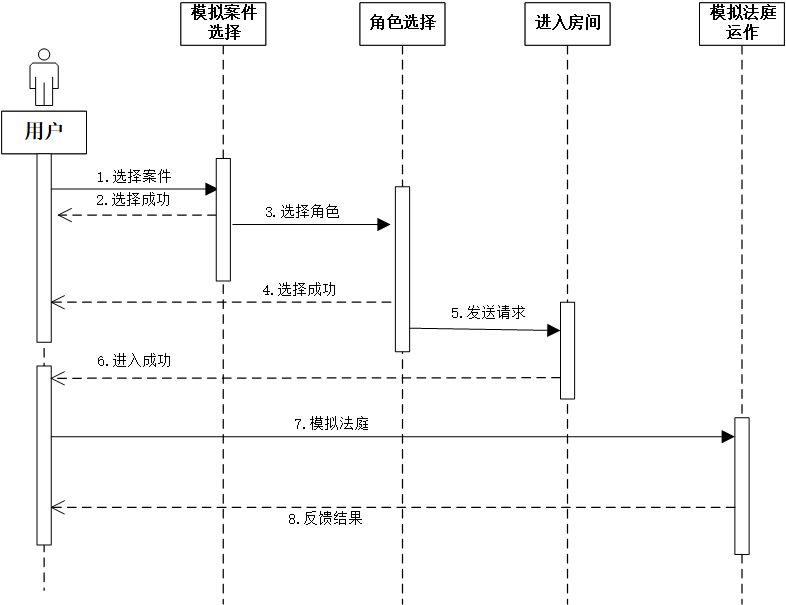 模拟案件
选择
角色选择
进入房间
模拟法庭
运作
用户
1.选择案件
2.选择成功
3.选择角色
4.选择成功
5.发送请求
6.进入成功
7.模拟法庭
8.反馈结果